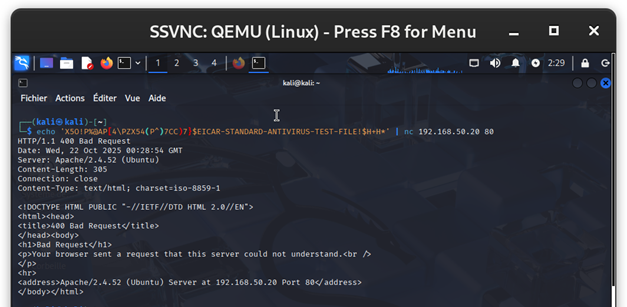 SSVNC: QEMU (Linux) - Press F8 for Menu
1 2 3 4 2:29
kali@kali: ~
Fichier Actions Éditer Vue Aide
┌──(kali㉿kali)-[~]
└─$ echo 'X5O!P%@AP[4\PZX54(P^)7CC)7}$EICAR-STANDARD-ANTIVIRUS-TEST-FILE!$H+H*' | nc 192.168.50.20 80
HTTP/1.1 400 Bad Request
Date: Wed, 22 Oct 2025 00:28:54 GMT
Server: Apache/2.4.52 (Ubuntu)
Content-Length: 305
Connection: close
Content-Type: text/html; charset=iso-8859-1
<!DOCTYPE HTML PUBLIC "-//IETF//DTD HTML 2.0//EN">
<html><head>
<title>400 Bad Request</title>
</head><body>
<h1>Bad Request</h1>
<p>Your browser sent a request that this server could not understand.<br />
</p>
<hr>
<address>Apache/2.4.52 (Ubuntu) Server at 192.168.50.20 Port 80</address>
</body></html>